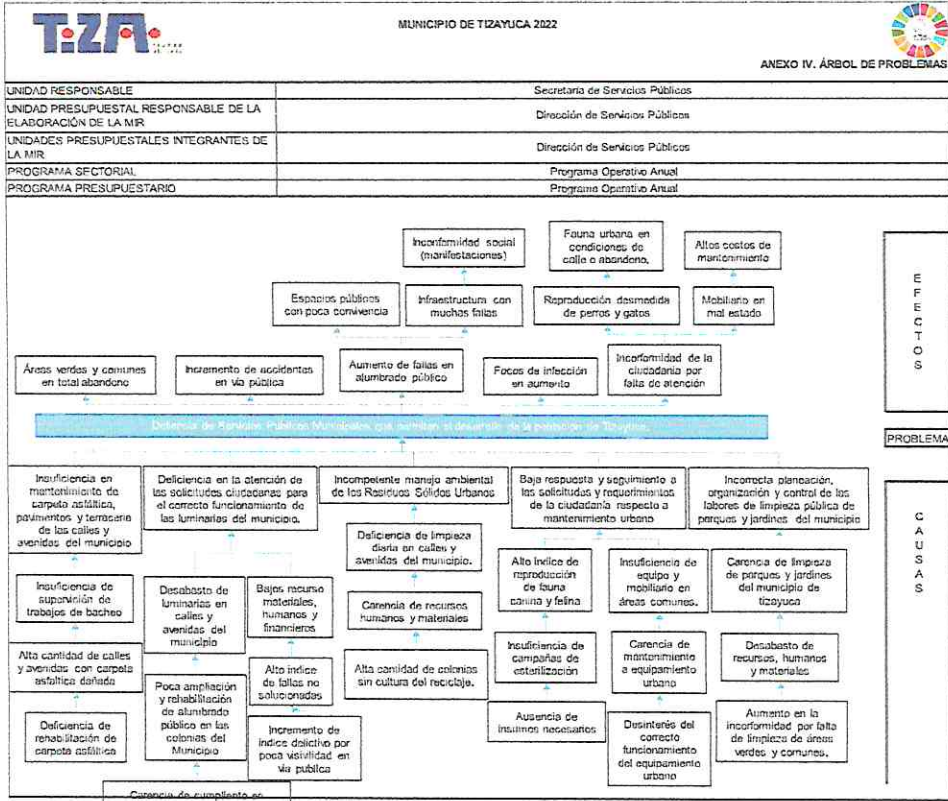 TIZA
MUNICIPIO DE TIZAYUCA 2022
ANEXO IV. ÁRBOL DE PROBLEMAS
UNIDAD RESPONSABLE
Secretaría de Servicios Públicos
UNIDAD PRESUPUESTAL RESPONSABLE DE LA
ELABORACIÓN DE LA MIR
Dirección de Servicios Públicos
UNIDADES PRESUPUESTALES INTEGRANTES DE
LA MIR
Dirección de Servicios Públicos
PROGRAMA SECTORIAL
Programa Operativo Anual
PROGRAMA PRESUPUESTARIO
Programa Operativo Anual
Inconformidad social
(manifestaciones)
Fauna urbana en
condiciones de
calle o abandono.
Altos costos de
mantenimiento
Espacios públicos
con poca convivencia
Infraestructura con
muchas fallas
Reproducción desmedida
de perros y gatos
Mobiliario en
mal estado
Áreas verdes y comunes
en total abandono
Incremento de accidentes
en vía pública
Aumento de fallas en
alumbrado público
Focos de infección
en aumento
Inconformidad de la
ciudadanía por
falta de atención
EFECTOS
Deficiencia de Servicios Públicos Municipales que permitan el desarrollo de la población de Tizayuca.
PROBLEMA
Insuficiencia en
mantenimiento de
carpeta asfáltica,
pavimentos y terracería
de las calles y
avenidas del municipio
Deficiencia en la atención de
las solicitudes ciudadanas para
el correcto funcionamiento de
las luminarias del municipio.
Incompetente manejo ambiental
de los Residuos Sólidos Urbanos
Baja respuesta y seguimiento a
las solicitudes y requerimientos
de la ciudadanía respecto a
mantenimiento urbano
Incorrecta planeación,
organización y control de las
labores de limpieza pública de
parques y jardines del municipio
Deficiencia de limpieza
diaria en calles y
avenidas del municipio.
Insuficiencia de
supervisión de
trabajos de bacheo
Desabasto de
luminarias en
calles y
avenidas del
municipio
Bajos recurso
materiales,
humanos y
financieros
Carencia de recursos
humanos y materiales
Alto índice de
reproducción
de fauna
canina y felina
Insuficiencia de
equipo y
mobiliario en
áreas comunes.
Carencia de limpieza
de parques y jardines
del municipio de
tizayuca
CAUSAS
Alta cantidad de calles
y avenidas con carpeta
asfáltica dañada
Poca ampliación
y rehabilitación
de alumbrado
público en las
colonias del
Municipio
Alto índice
de fallas no
solucionadas
Alta cantidad de colonias
sin cultura del reciclaje.
Insuficiencia de
campañas de
esterilización
Carencia de
mantenimiento
a equipamiento
urbano
Desabasto de
recursos, humanos
y materiales
Deficiencia de
rehabilitación de
carpeta asfáltica
Incremento de
índice delictivo por
poca visivilidad en
vía publica
Ausencia de
insumos necesarios
Desinterés del
correcto
funcionamiento
del equipamiento
urbano
Aumento en la
inconformidad por falta
de limpieza de áreas
verdes y comunes.
Carencia de cumpliento en